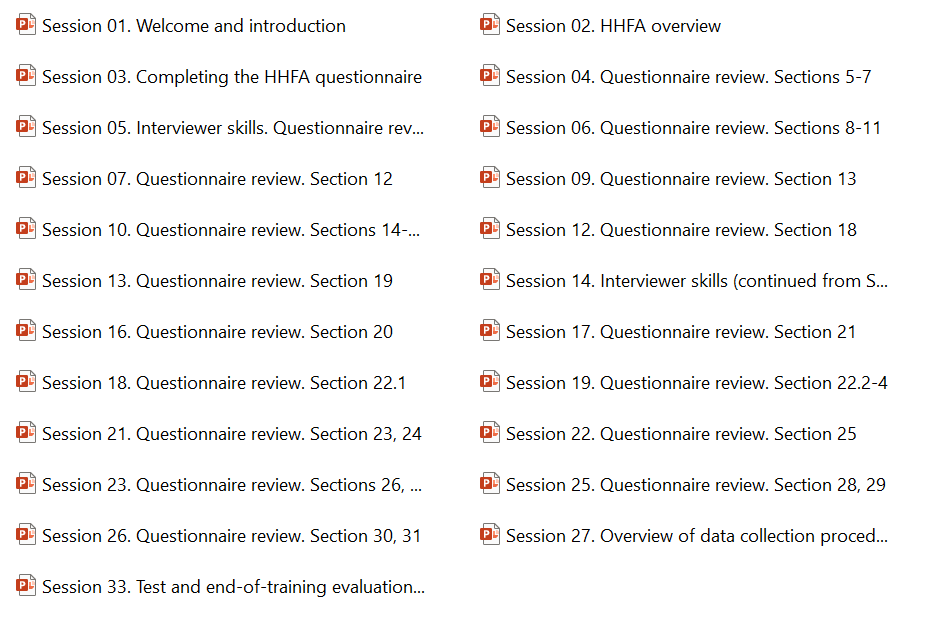 Session 01. Welcome and introduction
Session 02. HHFA overview
Session 03. Completing the HHFA questionnaire
Session 04. Questionnaire review. Sections 5-7
Session 05. Interviewer skills. Questionnaire rev...
Session 06. Questionnaire review. Sections 8-11
Session 07. Questionnaire review. Section 12
Session 09. Questionnaire review. Section 13
Session 10. Questionnaire review. Sections 14-...
Session 12. Questionnaire review. Section 18
Session 13. Questionnaire review. Section 19
Session 14. Interviewer skills (continued from S...
Session 16. Questionnaire review. Section 20
Session 17. Questionnaire review. Section 21
Session 18. Questionnaire review. Section 22.1
Session 19. Questionnaire review. Section 22.2-4
Session 21. Questionnaire review. Section 23, 24
Session 22. Questionnaire review. Section 25
Session 23. Questionnaire review. Sections 26, ...
Session 25. Questionnaire review. Section 28, 29
Session 26. Questionnaire review. Section 30, 31
Session 27. Overview of data collection proced...
Session 33. Test and end-of-training evaluation...